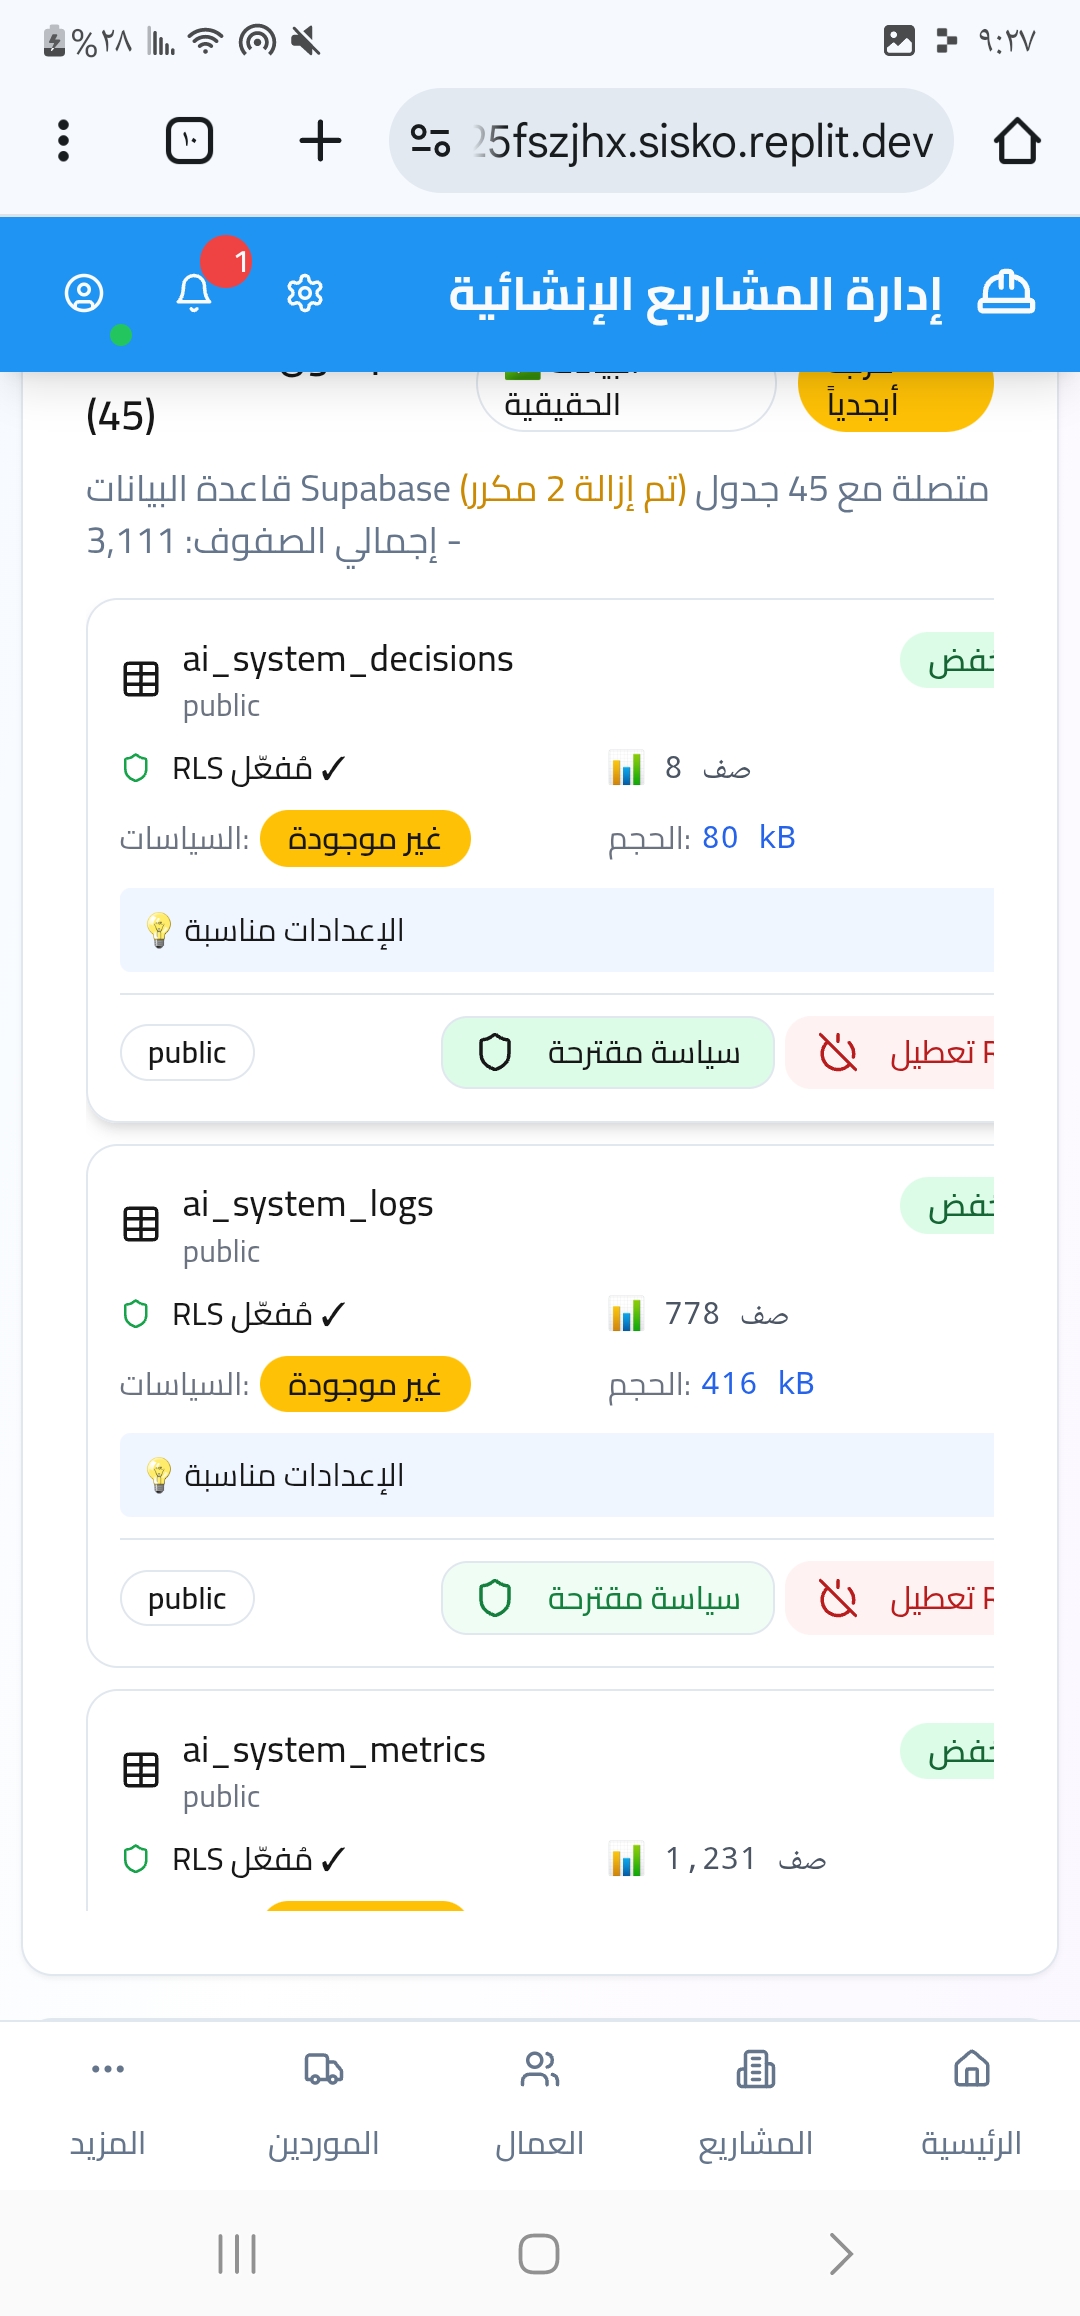 ٩:٢٧
%٢٨
25fszjhx.sisko.replit.dev
١٠
إدارة المشاريع الإنشائية
1
أبجدياً
الحقيقية
(45)
قاعدة البيانات Supabase متصلة مع 45 جدول (تم إزالة 2 مكرر)
- إجمالي الصفوف: 3,111
ai_system_decisions
public
RLS مُفعّل ✓
8 صف
السياسات: غير موجودة
الحجم: 80 kB
الإعدادات مناسبة
public
سياسة مقترحة
تعطيل
ai_system_logs
public
RLS مُفعّل ✓
778 صف
السياسات: غير موجودة
الحجم: 416 kB
الإعدادات مناسبة
public
سياسة مقترحة
تعطيل
ai_system_metrics
public
RLS مُفعّل ✓
1,231 صف
الرئيسية
المشاريع
العمال
الموردين
المزيد